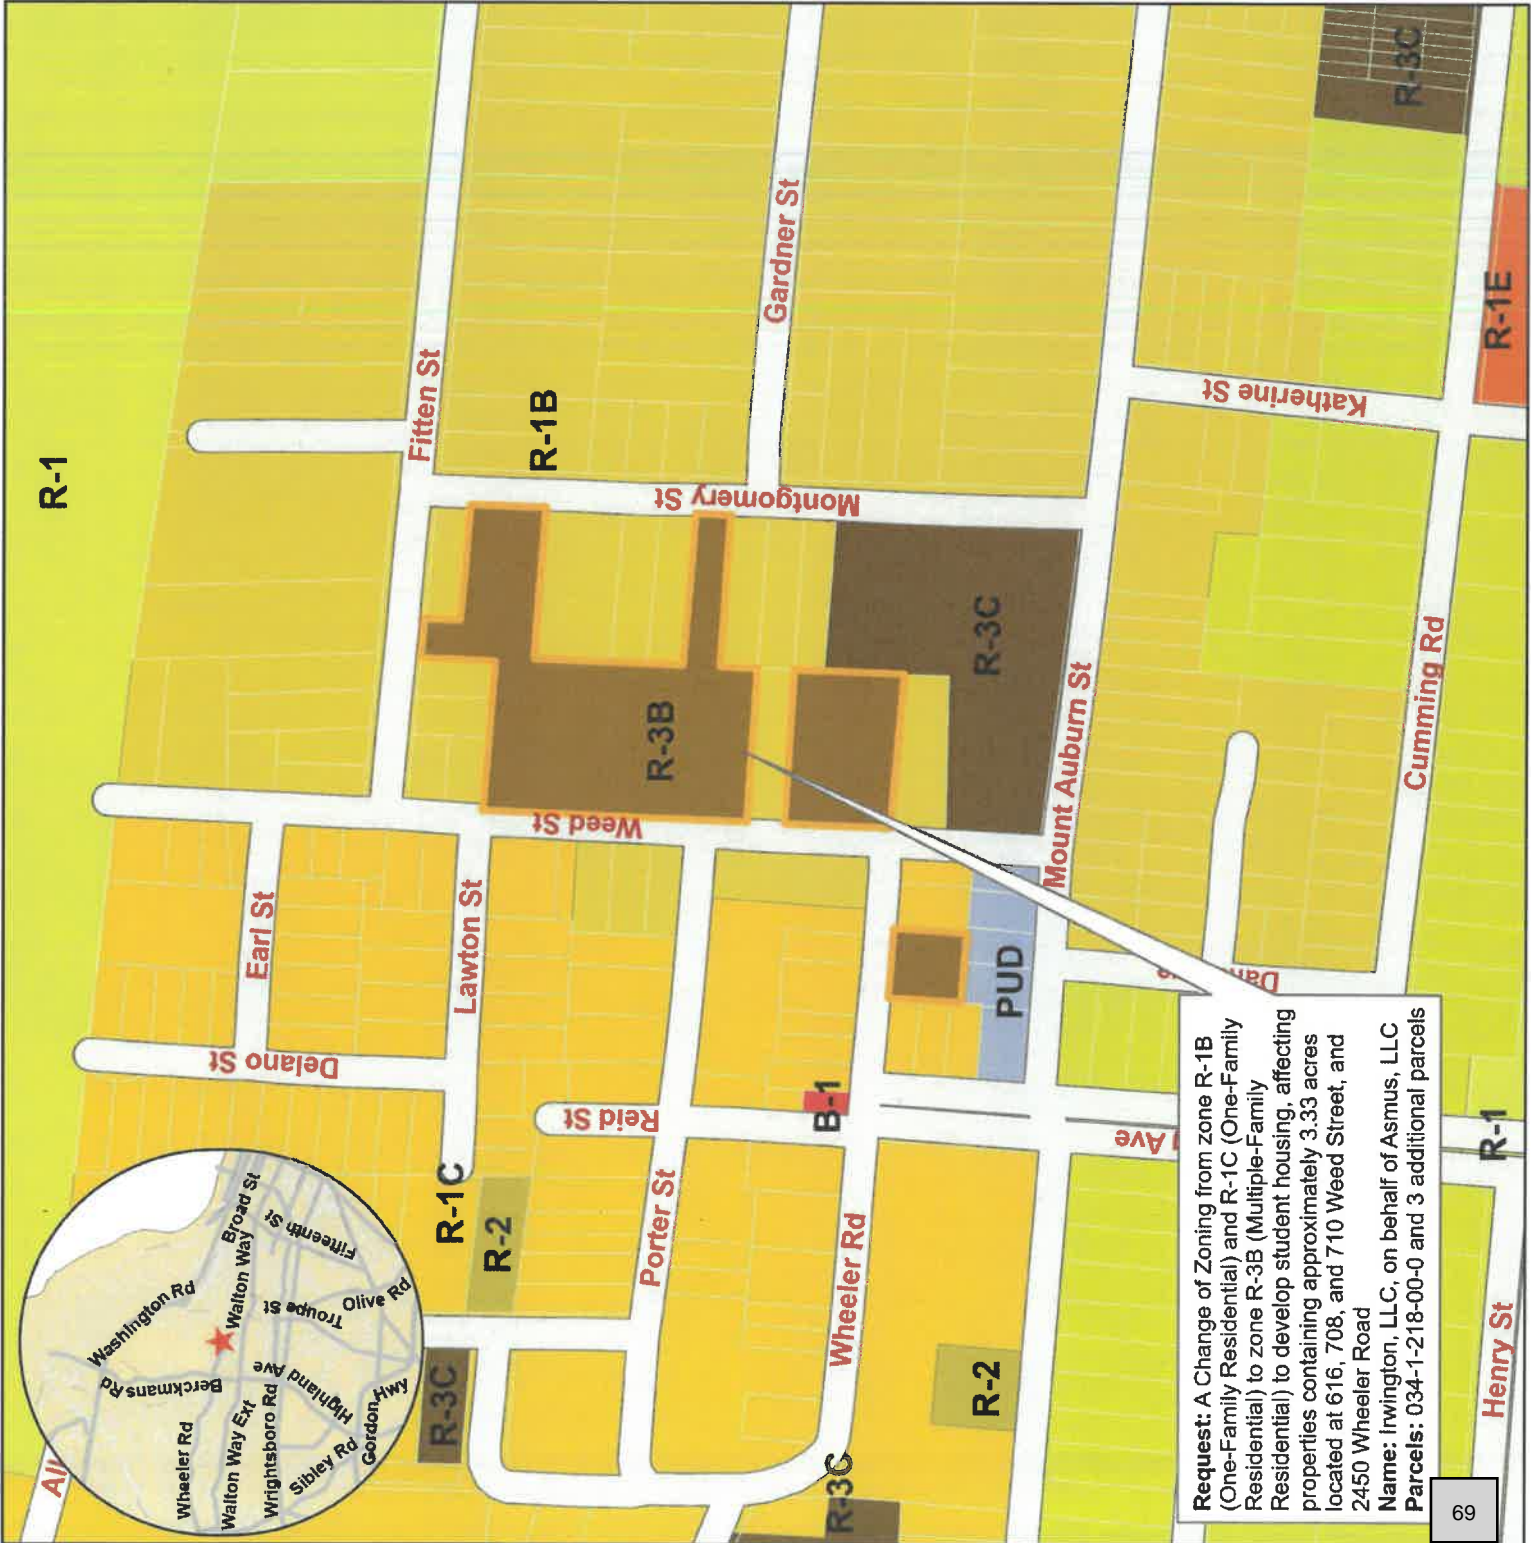 R-1
Fitten St
R-1B
Gardner St
R-3C
R-1E
Katherine St
Montgomery St
R-3C
R-3B
Mount Auburn St
Cumming Rd
Weed St
Earl St
Lawton St
PUD
Delano St
Reid St
B-1
R-1C
R-2
Porter St
Wheeler Rd
R-3C
R-2
R-3C
Ave
R-1
Henry St
Broad St
Fifteenth St
Walton Way
Washington Rd
Troupe St
Olive Rd
Berckmans Rd
Highland Ave
Wheeler Rd
Walton Way Ext
Wrightsboro Rd
Sibley Rd
Gordon Hwy
Request: A Change of Zoning from zone R-1B
(One-Family Residential) and R-1C (One-Family
Residential) to zone R-3B (Multiple-Family
Residential) to develop student housing, affecting
properties containing approximately 3.33 acres
located at 616, 708, and 710 Weed Street, and
2450 Wheeler Road
Name: Irwington, LLC, on behalf of Asmus, LLC
Parcels: 034-1-218-00-0 and 3 additional parcels
69